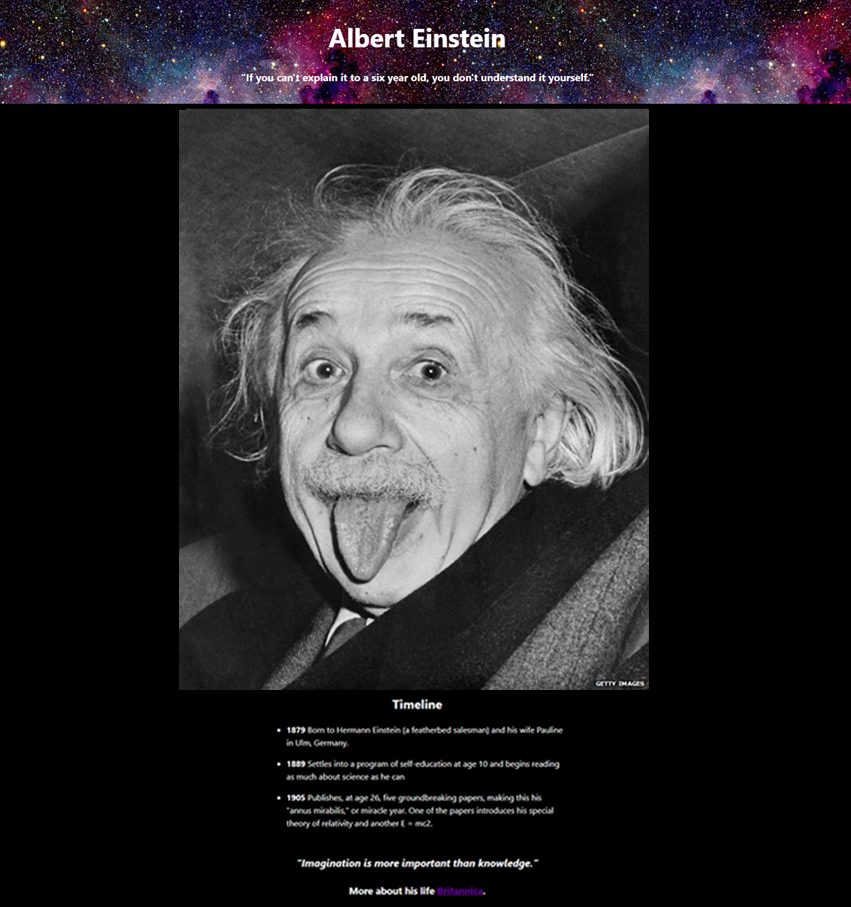 Albert Einstein
"If you can't explain it to a six year old, you don't understand it yourself."
GETTY IMAGES
Timeline
• 1879 Born to Hermann Einstein (a featherbed salesman) and his wife Pauline
in Ulm, Germany.
• 1889 Settles into a program of self-education at age 10 and begins reading
as much about science as he can
• 1905 Publishes, at age 26, five groundbreaking papers, making this his
"annus mirabilis," or miracle year. One of the papers introduces his special
theory of relativity and another E = mc2.
"Imagination is more important than knowledge."
More about his life Britannica.